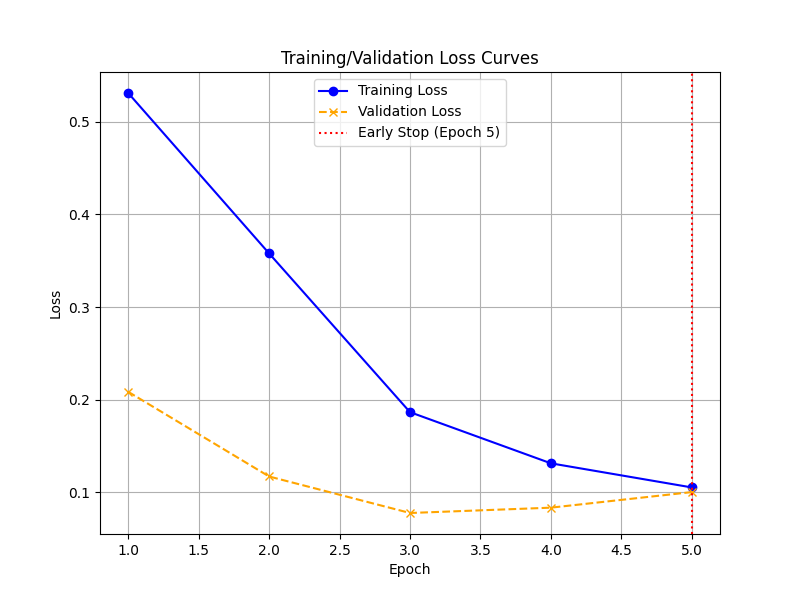 Training/Validation Loss Curves
Training Loss
Validation Loss
Early Stop (Epoch 5)
0.5
0.4
0.3
0.2
0.1
Loss
1.0 1.5 2.0 2.5 3.0 3.5 4.0 4.5 5.0
Epoch